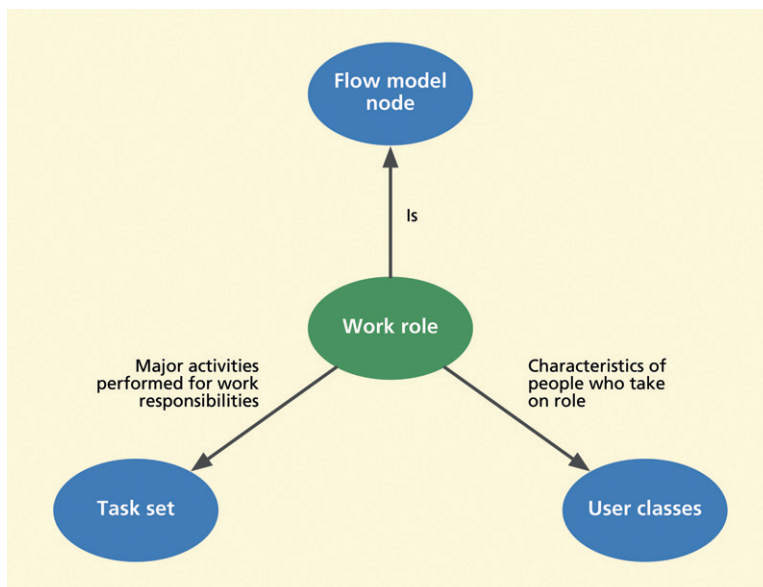 Flow model
node
Is
Work role
Major activities
performed for work
responsibilities
Characteristics of
people who take
on role
Task set
User classes